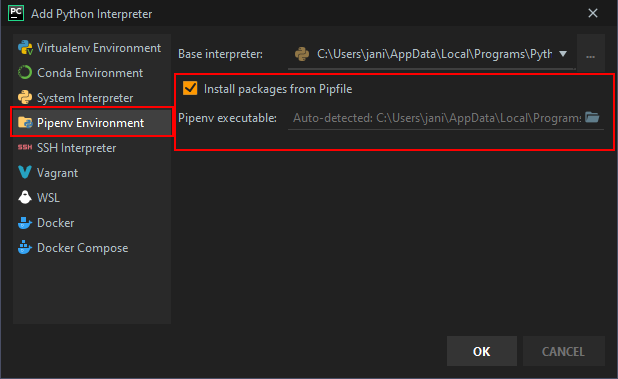 PC Add Python Interpreter
Virtualenv Environment
Conda Environment
System Interpreter
Pipenv Environment
SSH SSH Interpreter
Vagrant
WSL
Docker
Docker Compose
Base interpreter: C:\Users\jani\AppData\Local\Programs\Pyth ...
Install packages from Pipfile
Pipenv executable: Auto-detected: C:\Users\jani\AppData\Local\Programs
OK CANCEL